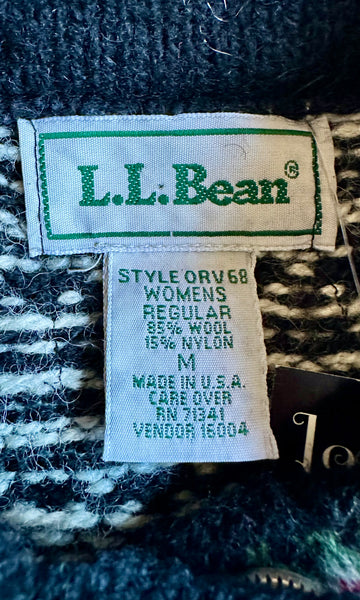 L.L.Bean®
STYLE ORV68
WOMENS
REGULAR
85% WOOL
15% NYLON
M
MADE IN U.S.A.
CARE OVER
RN 71341
VENDOR 16004